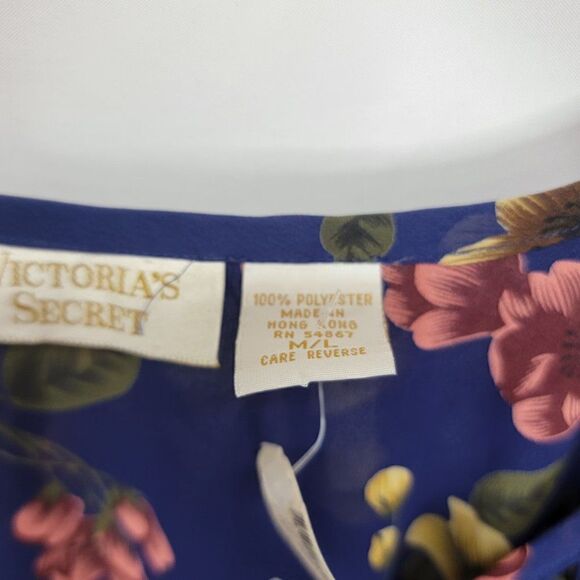 VICTORIA'S
SECRET
100% POLYESTER
MADE IN
HONG KONG
RN 54867
M/L
CARE REVERSE